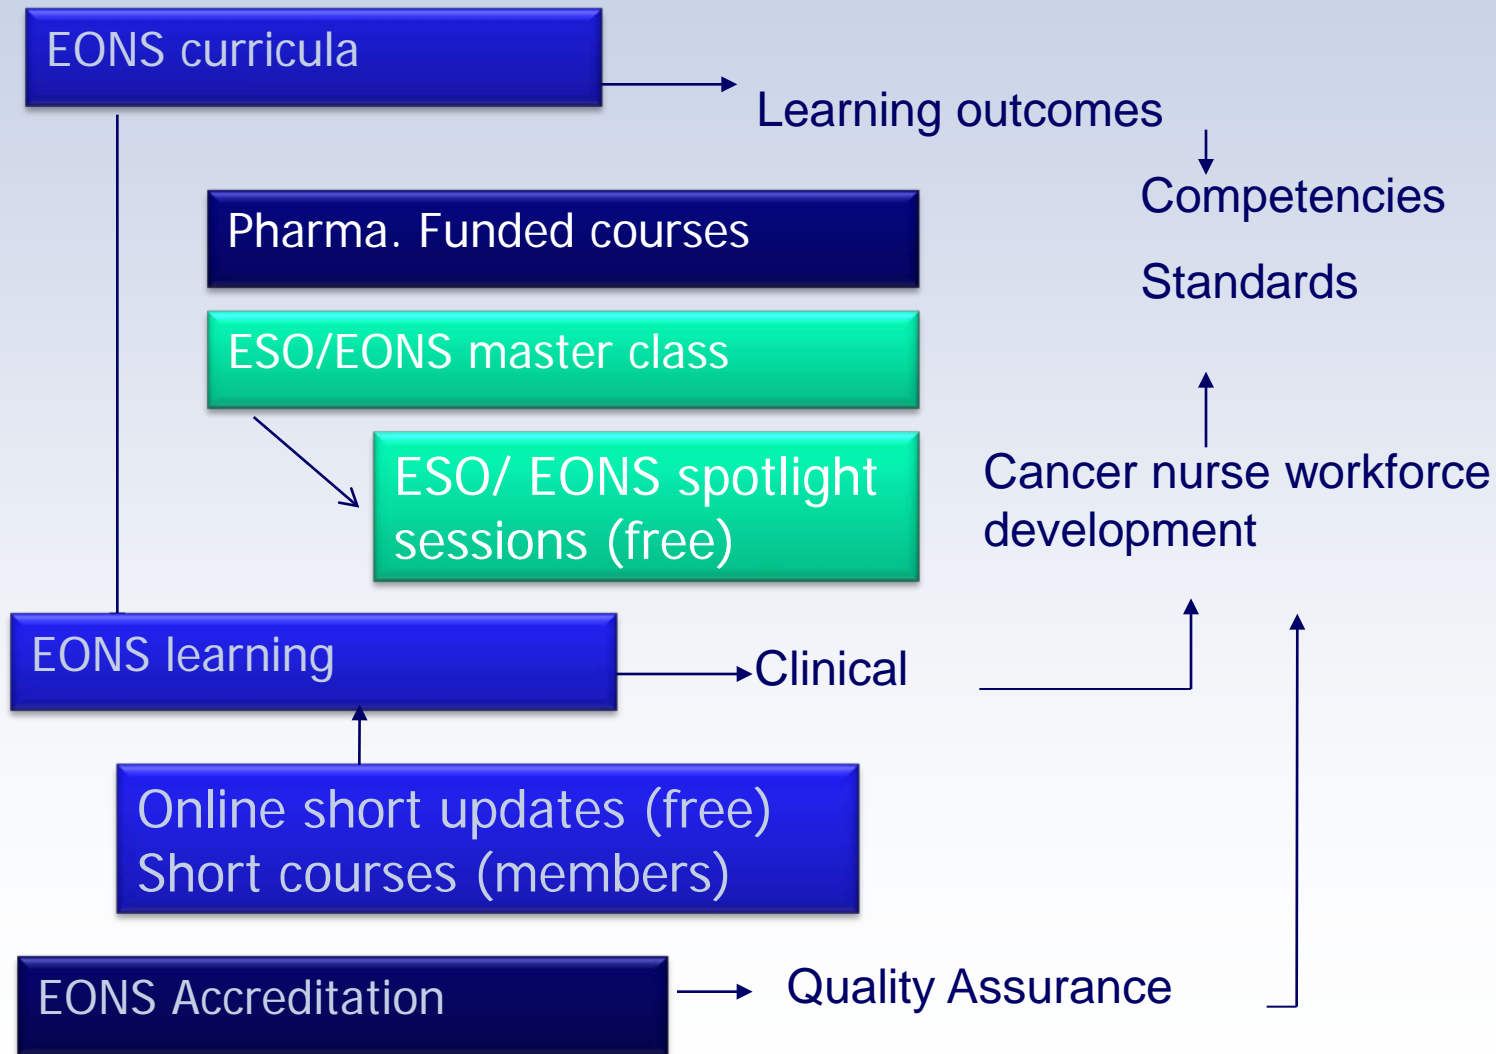 EONS curricula
Learning outcomes
Competencies
Pharma. Funded courses
Standards
ESO/EONS master class
ESO/ EONS spotlight
sessions (free)
Cancer nurse workforce
development
EONS learning
Clinical
Online short updates (free)
Short courses (members)
EONS Accreditation
Quality Assurance